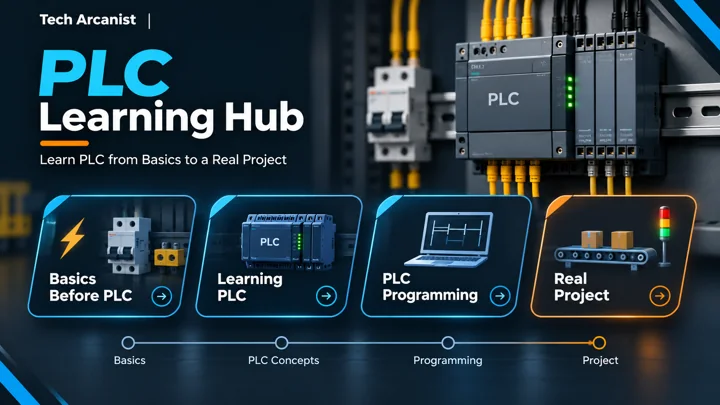 Tech Arcanist |
PLC
Learning Hub
Learn PLC from Basics to a Real Project
PLC
Basics
Before PLC
PLC
Learning
PLC
PLC
Programming
Real
Project
Basics
PLC Concepts
Programming
Project